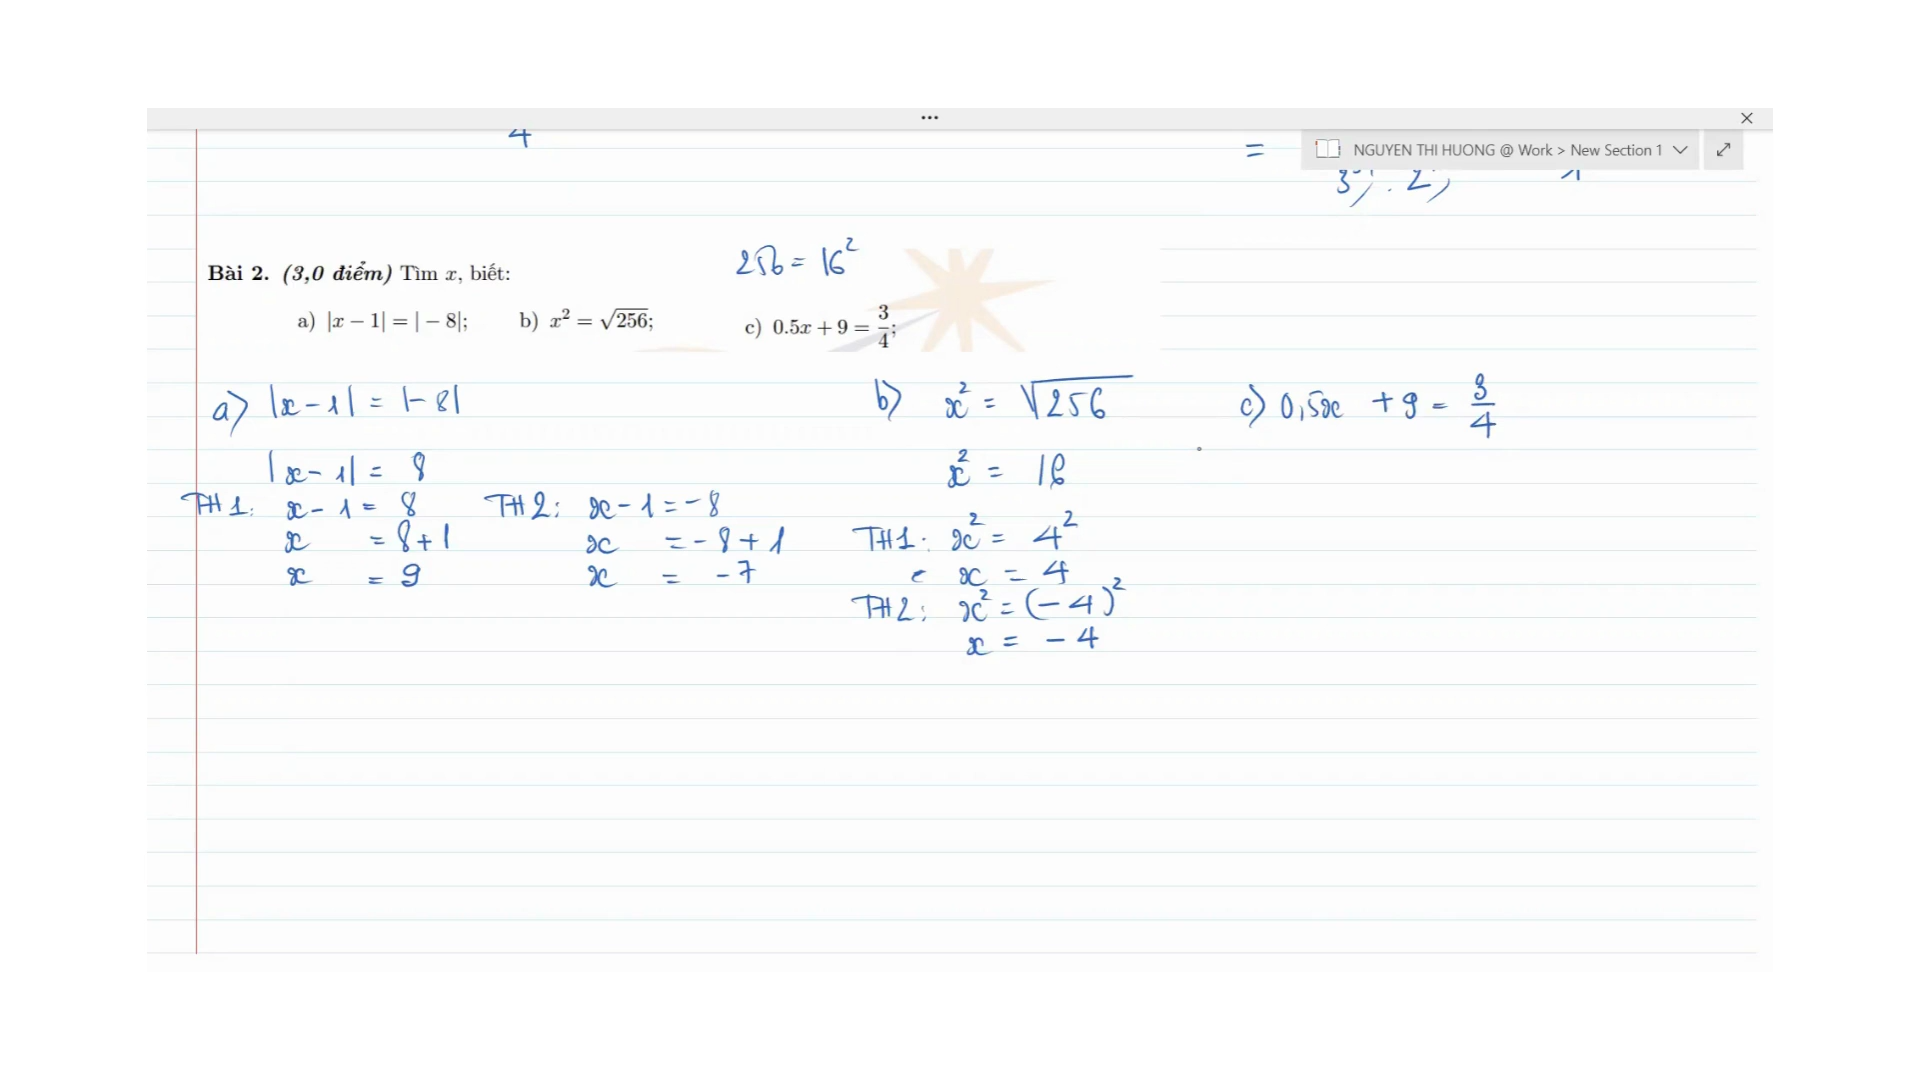 ...
4
=
NGUYEN THI HUONG @ Work > New Section 1
Bài 2. (3,0 điểm) Tìm x, biết:
256 = 16²
a) |x − 1| = | − 8|; b) x² = √256; c) 0.5x + 9 = 3/4;
a) |x − 1| = |−8|
|x − 1| = 8
TH1: x − 1 = 8
x = 8 + 1
x = 9
TH2: x − 1 = −8
x = −8 + 1
x = −7
b) x² = √256
x² = 16
TH1: x² = 4²
x = 4
TH2: x² = (−4)²
x = −4
c) 0,5x + 9 = 3/4